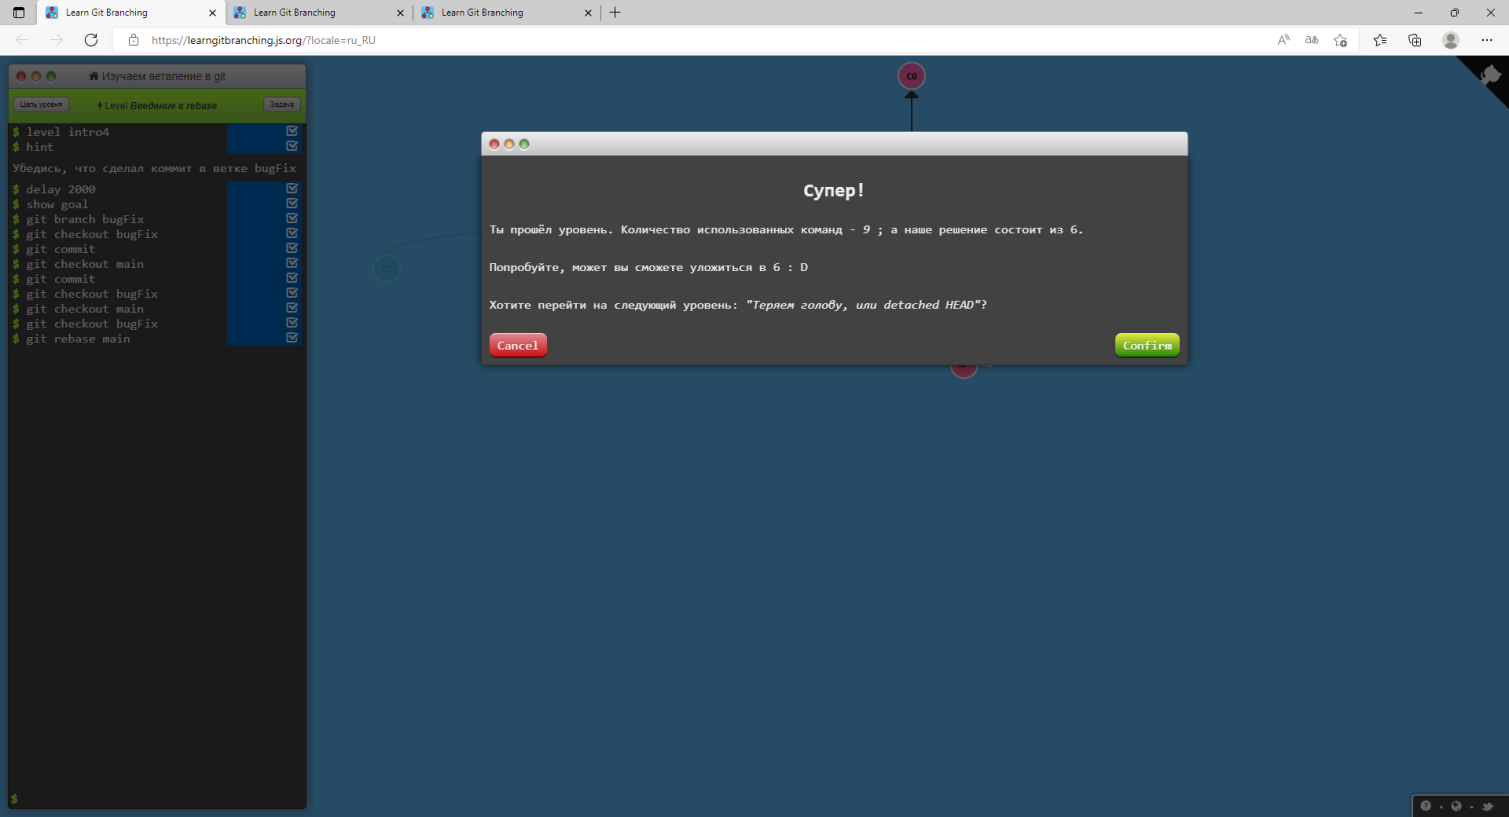 Learn Git Branching
Learn Git Branching
Learn Git Branching
https://learngitbranching.js.org/?locale=ru_RU
Изучаем ветвление в git
Цель уровня
Level Введение в rebase
Задача
$ level intro4
$ hint
Убедись, что сделал коммит в ветке bugFix
$ delay 2000
$ show goal
$ git branch bugFix
$ git checkout bugFix
$ git commit
$ git checkout main
$ git commit
$ git checkout bugFix
$ git checkout main
$ git checkout bugFix
$ git rebase main
$
C0
Супер!
Ты прошёл уровень. Количество использованных команд - 9 ; а наше решение состоит из 6.
Попробуйте, может вы сможете уложиться в 6 : D
Хотите перейти на следующий уровень: "Теряем голову, или detached HEAD"?
Cancel
Confirm